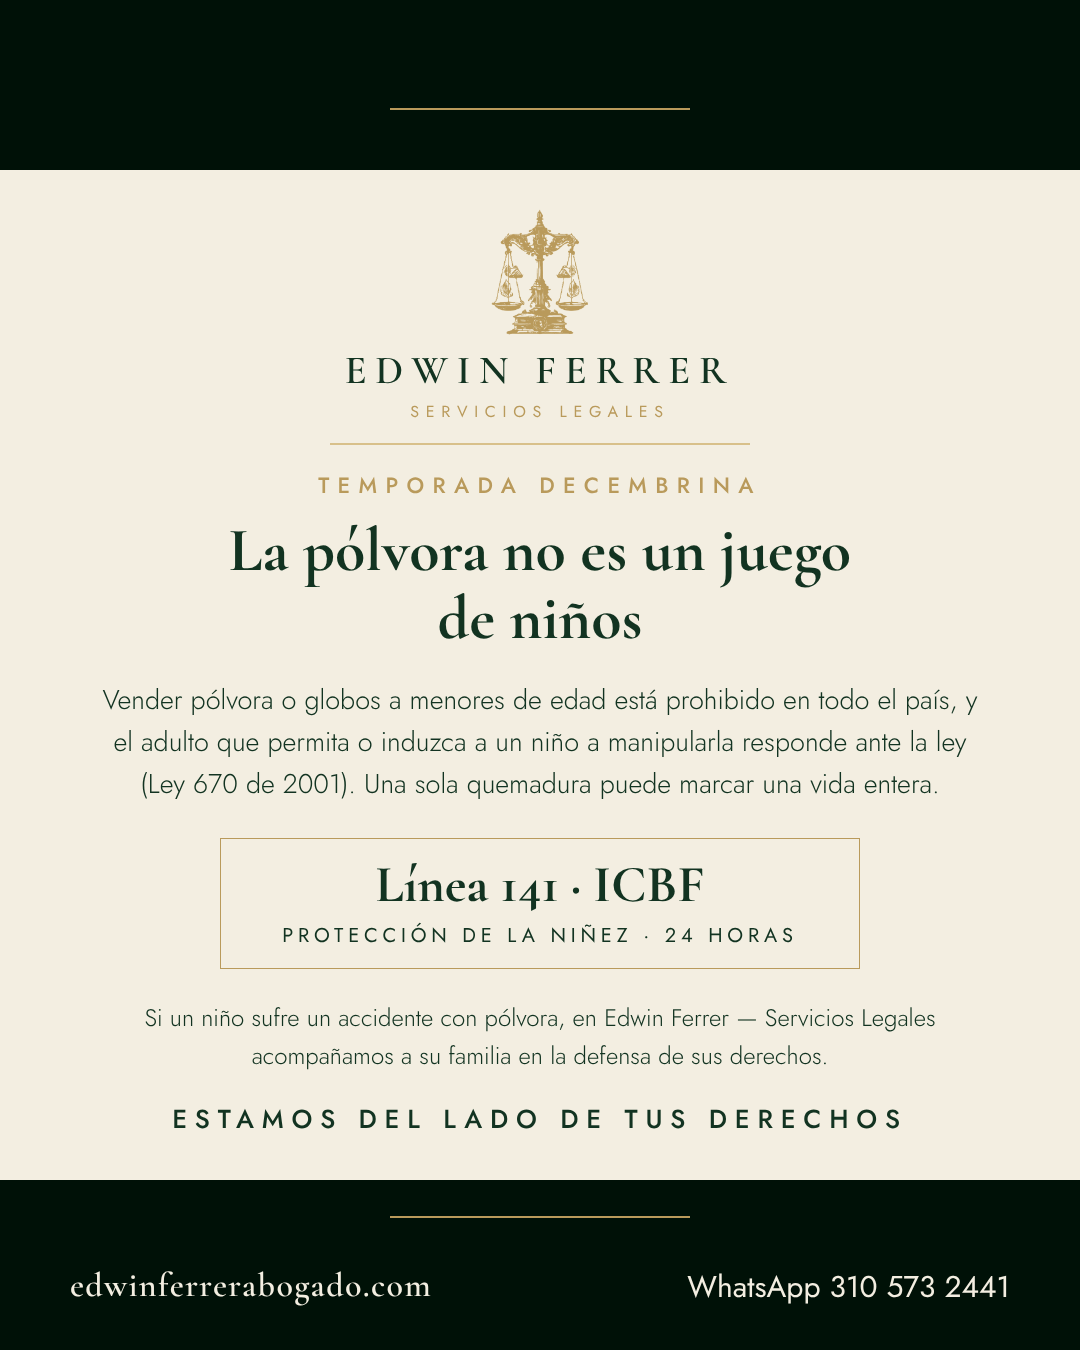 EDWIN FERRER
SERVICIOS LEGALES
TEMPORADA DECEMBRINA
La pólvora no es un juego
de niños
Vender pólvora o globos a menores de edad está prohibido en todo el país, y
el adulto que permita o induzca a un niño a manipularla responde ante la ley
(Ley 670 de 2001). Una sola quemadura puede marcar una vida entera.
Línea 141 · ICBF
PROTECCIÓN DE LA NIÑEZ · 24 HORAS
Si un niño sufre un accidente con pólvora, en Edwin Ferrer — Servicios Legales
acompañamos a su familia en la defensa de sus derechos.
ESTAMOS DEL LADO DE TUS DERECHOS
edwinferrerabogado.com
WhatsApp 310 573 2441